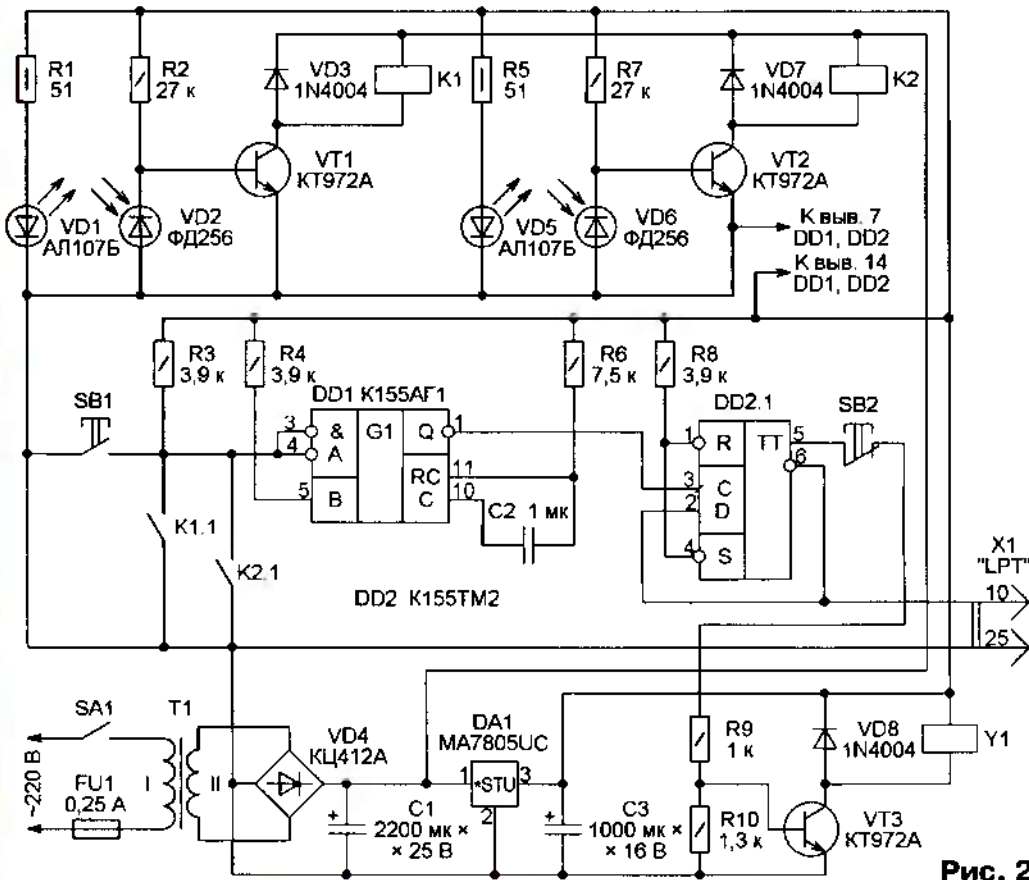 R1
51
R2
27 к
VD3
1N4004
K1
R5
51
R7
27 к
VD7
1N4004
K2
VT1
КТ972А
VT2
КТ972А
VD1
АЛ107Б
VD2
ФД256
VD5
АЛ107Б
VD6
ФД256
К выв. 7
DD1, DD2
К выв. 14
DD1, DD2
R3
3,9 к
R4
3,9 к
R6
7,5 к
R8
3,9 к
SB1
DD1 К155АГ1
3
4
5
&
A
B
G1
Q
RC
C
1
11
10
C2 1 мк
DD2.1
1
3
2
4
R
C
D
S
TT
5
6
SB2
K1.1
K2.1
DD2 К155ТМ2
X1
"LPT"
10
25
SA1
T1
~220 В
FU1
0,25 А
I
II
VD4
КЦ412А
DA1
MA7805UC
1
*STU
3
2
+
C1
2200 мк ×
× 25 В
+
C3
1000 мк ×
× 16 В
R9
1 к
R10
1,3 к
VD8
1N4004
Y1
VT3
КТ972А
Рис. 2